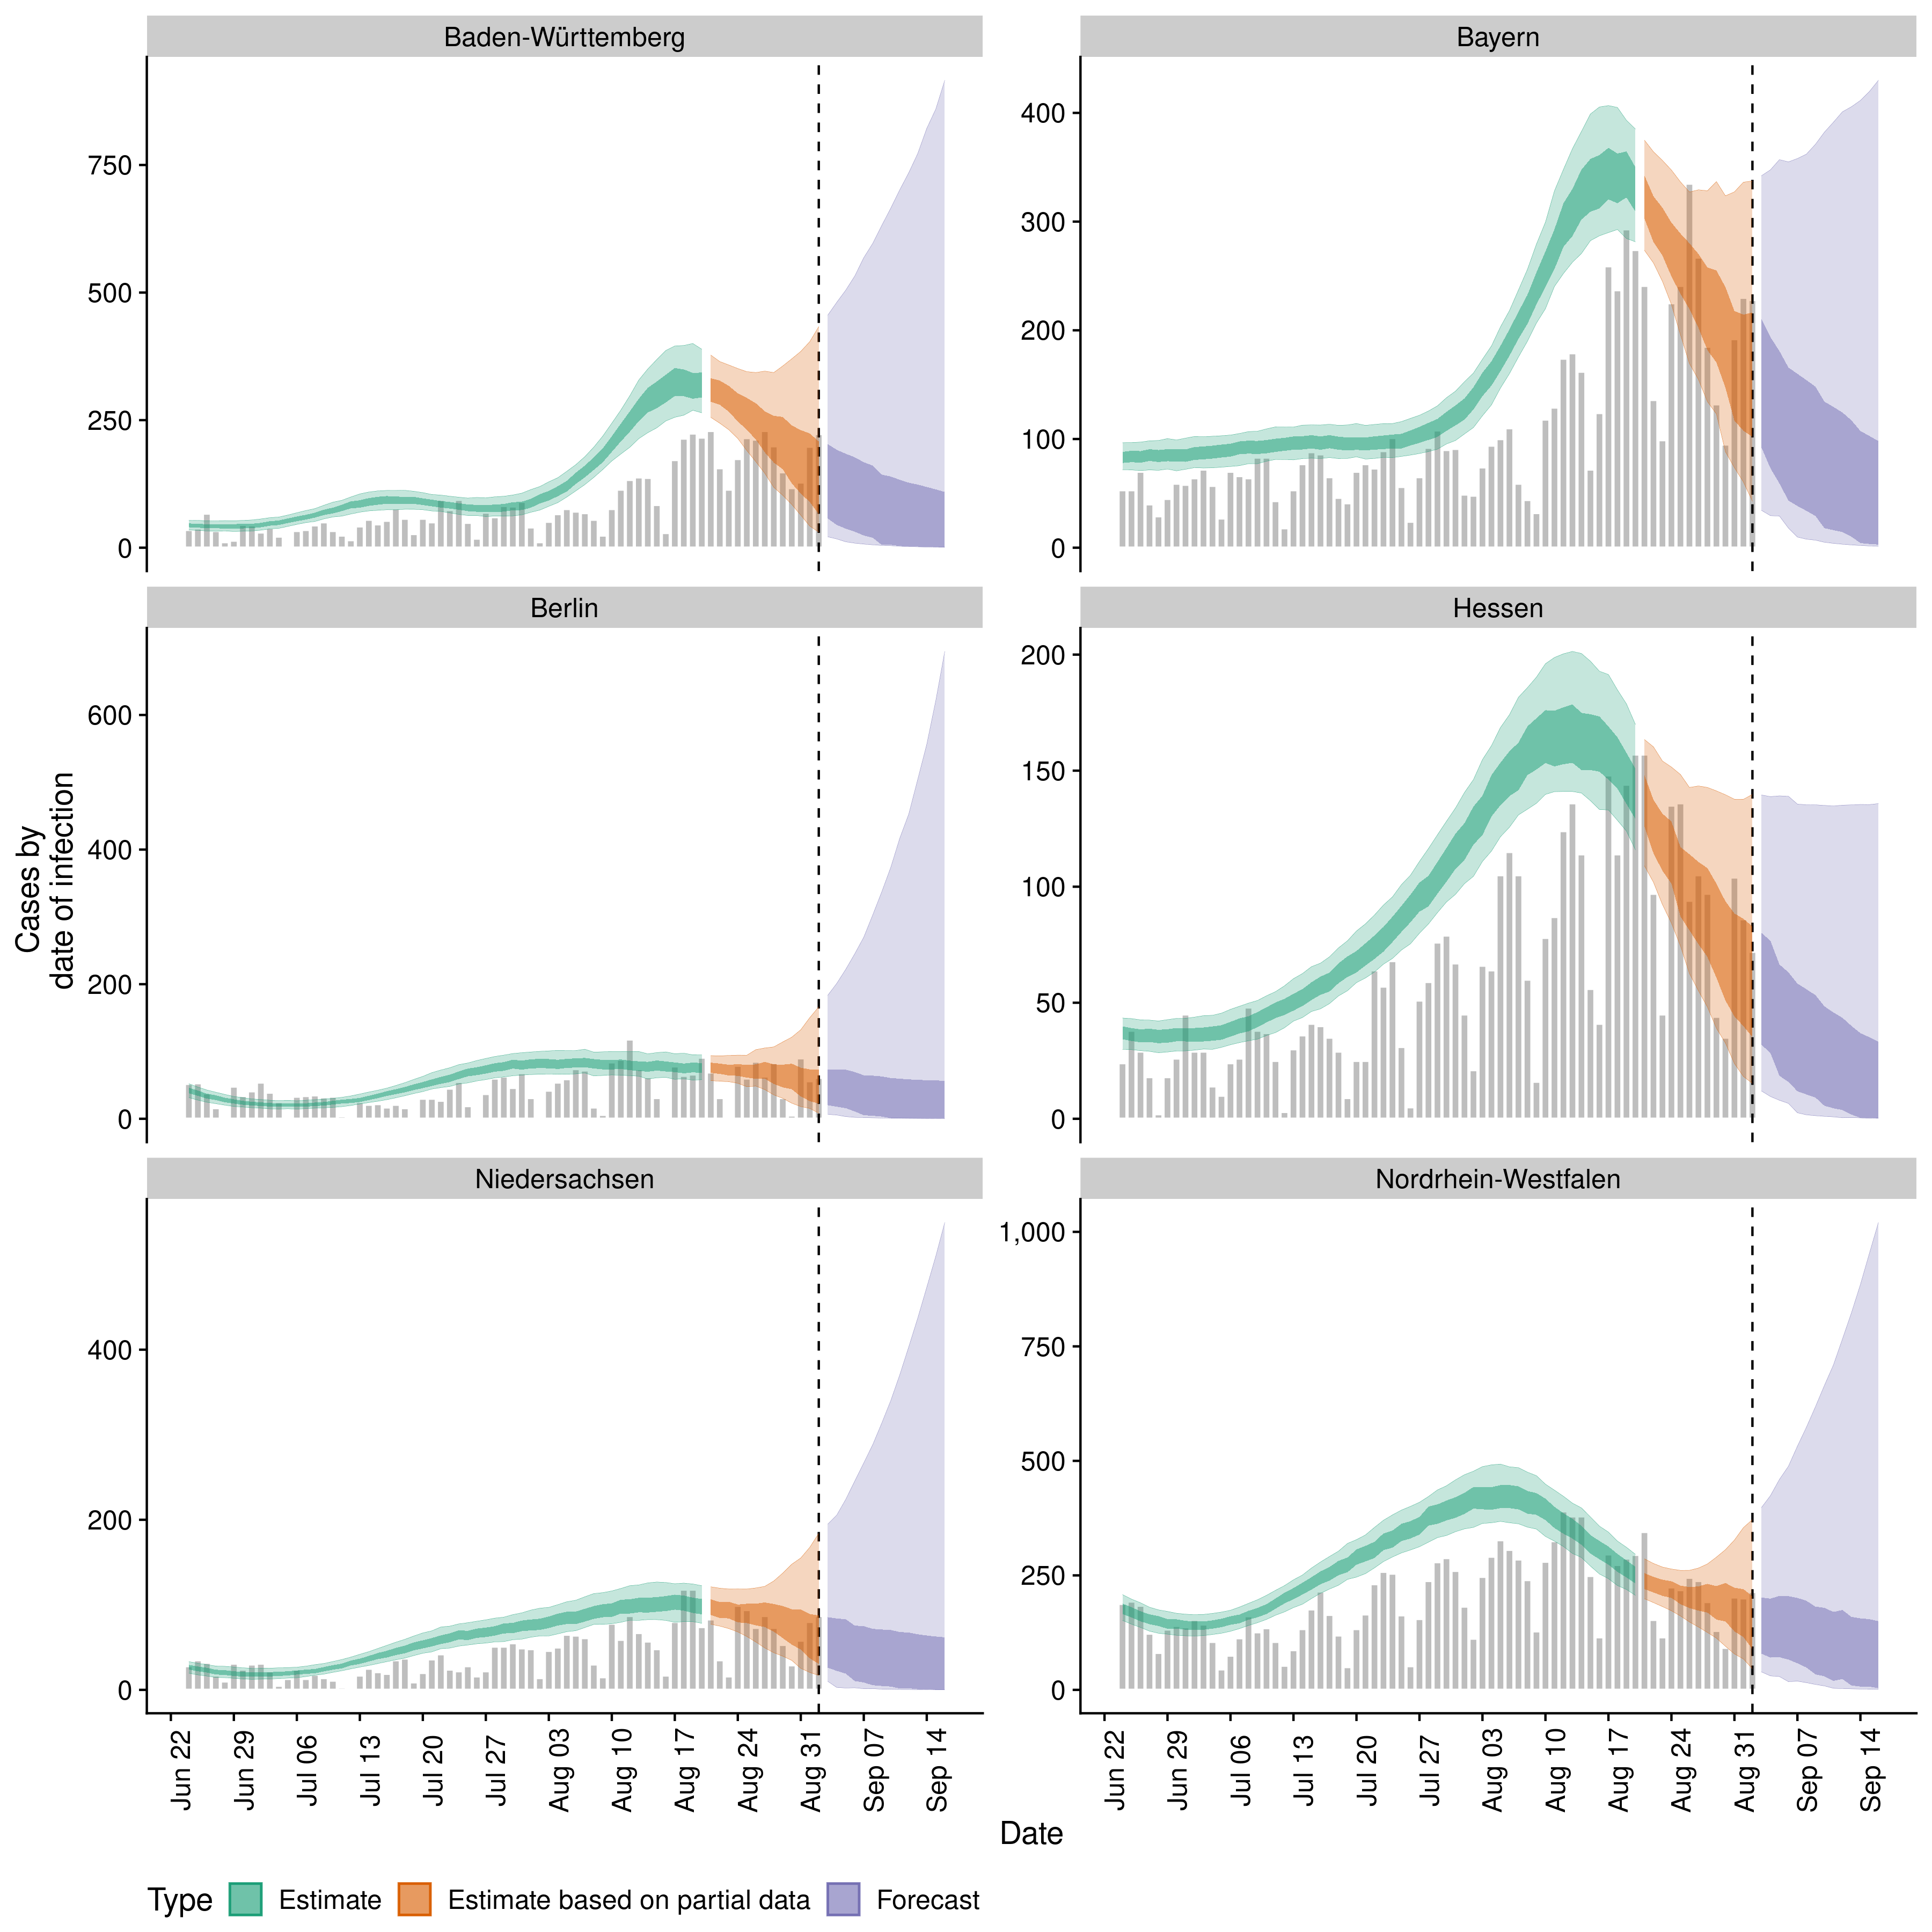 Baden-Württemberg
Bayern
750
500
250
0
400
300
200
100
0
Berlin
Hessen
600
400
200
0
200
150
100
50
0
Cases by
date of infection
Niedersachsen
Nordrhein-Westfalen
400
200
0
1,000
750
500
250
0
Jun 22
Jun 29
Jul 06
Jul 13
Jul 20
Jul 27
Aug 03
Aug 10
Aug 17
Aug 24
Aug 31
Sep 07
Sep 14
Jun 22
Jun 29
Jul 06
Jul 13
Jul 20
Jul 27
Aug 03
Aug 10
Aug 17
Aug 24
Aug 31
Sep 07
Sep 14
Date
Type Estimate Estimate based on partial data Forecast